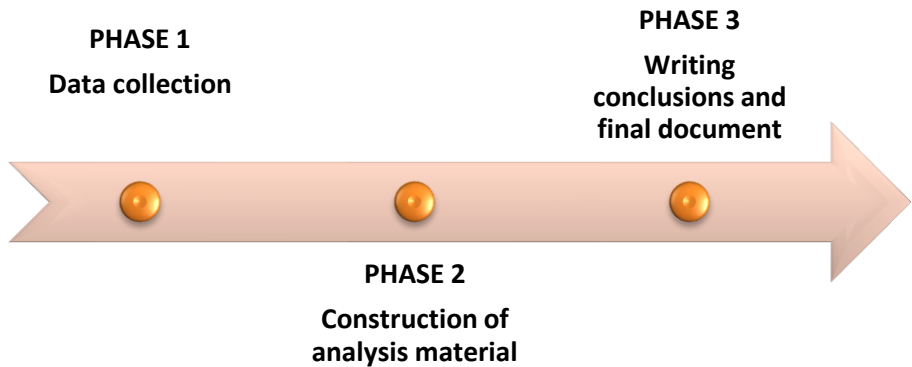 PHASE 1
Data collection
PHASE 2
Construction of
analysis material
PHASE 3
Writing
conclusions and
final document